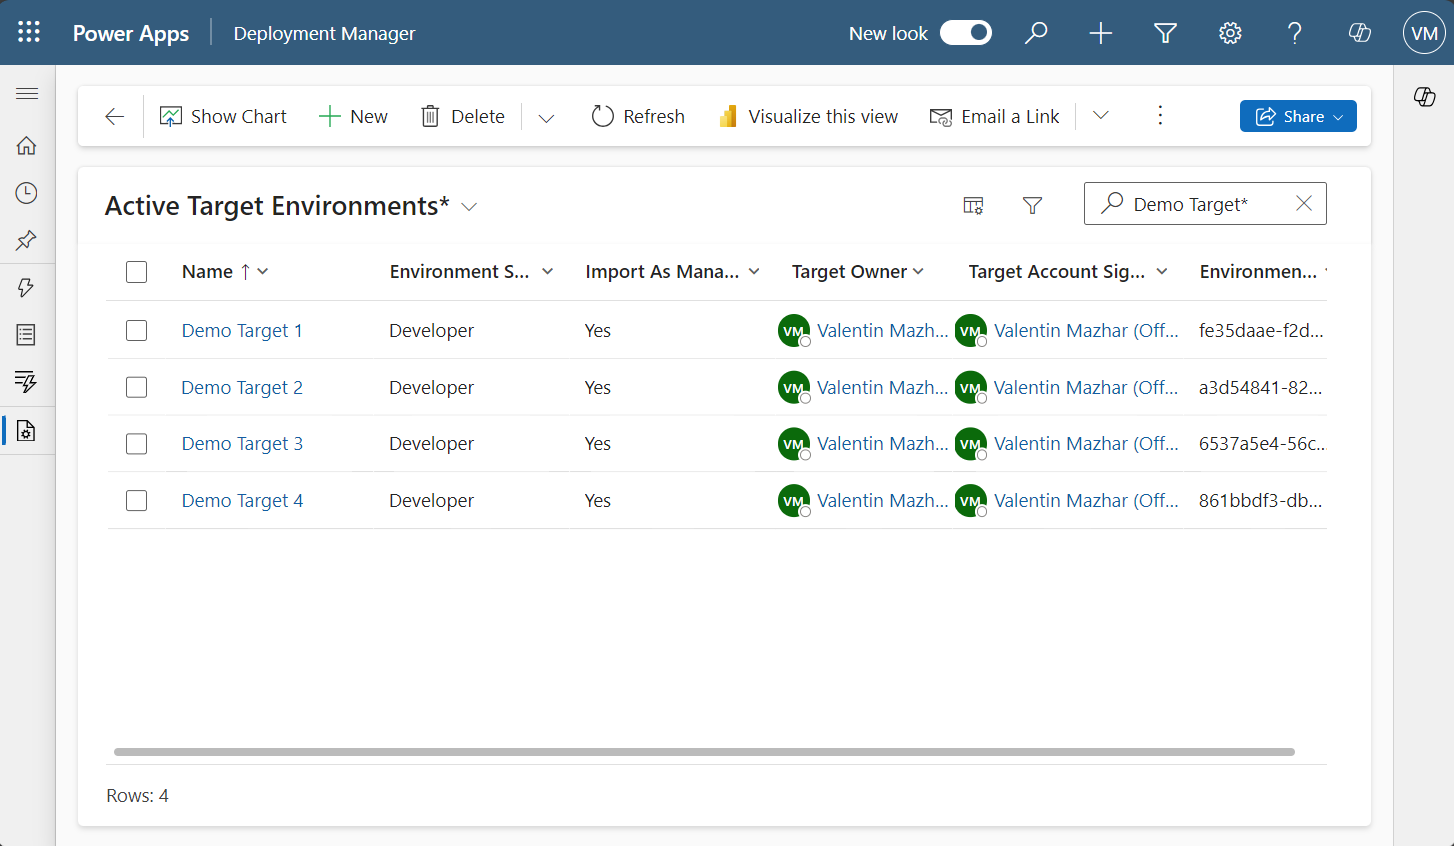 Power Apps Deployment Manager New look VM
Show Chart New Delete Refresh Visualize this view Email a Link Share
Active Target Environments* Demo Target*
Name Environment S... Import As Mana... Target Owner Target Account Sig... Environmen...
Demo Target 1 Developer Yes VM Valentin Mazh... VM Valentin Mazhar (Off... fe35daae-f2d...
Demo Target 2 Developer Yes VM Valentin Mazh... VM Valentin Mazhar (Off... a3d54841-82...
Demo Target 3 Developer Yes VM Valentin Mazh... VM Valentin Mazhar (Off... 6537a5e4-56c...
Demo Target 4 Developer Yes VM Valentin Mazh... VM Valentin Mazhar (Off... 861bbdf3-db...
Rows: 4